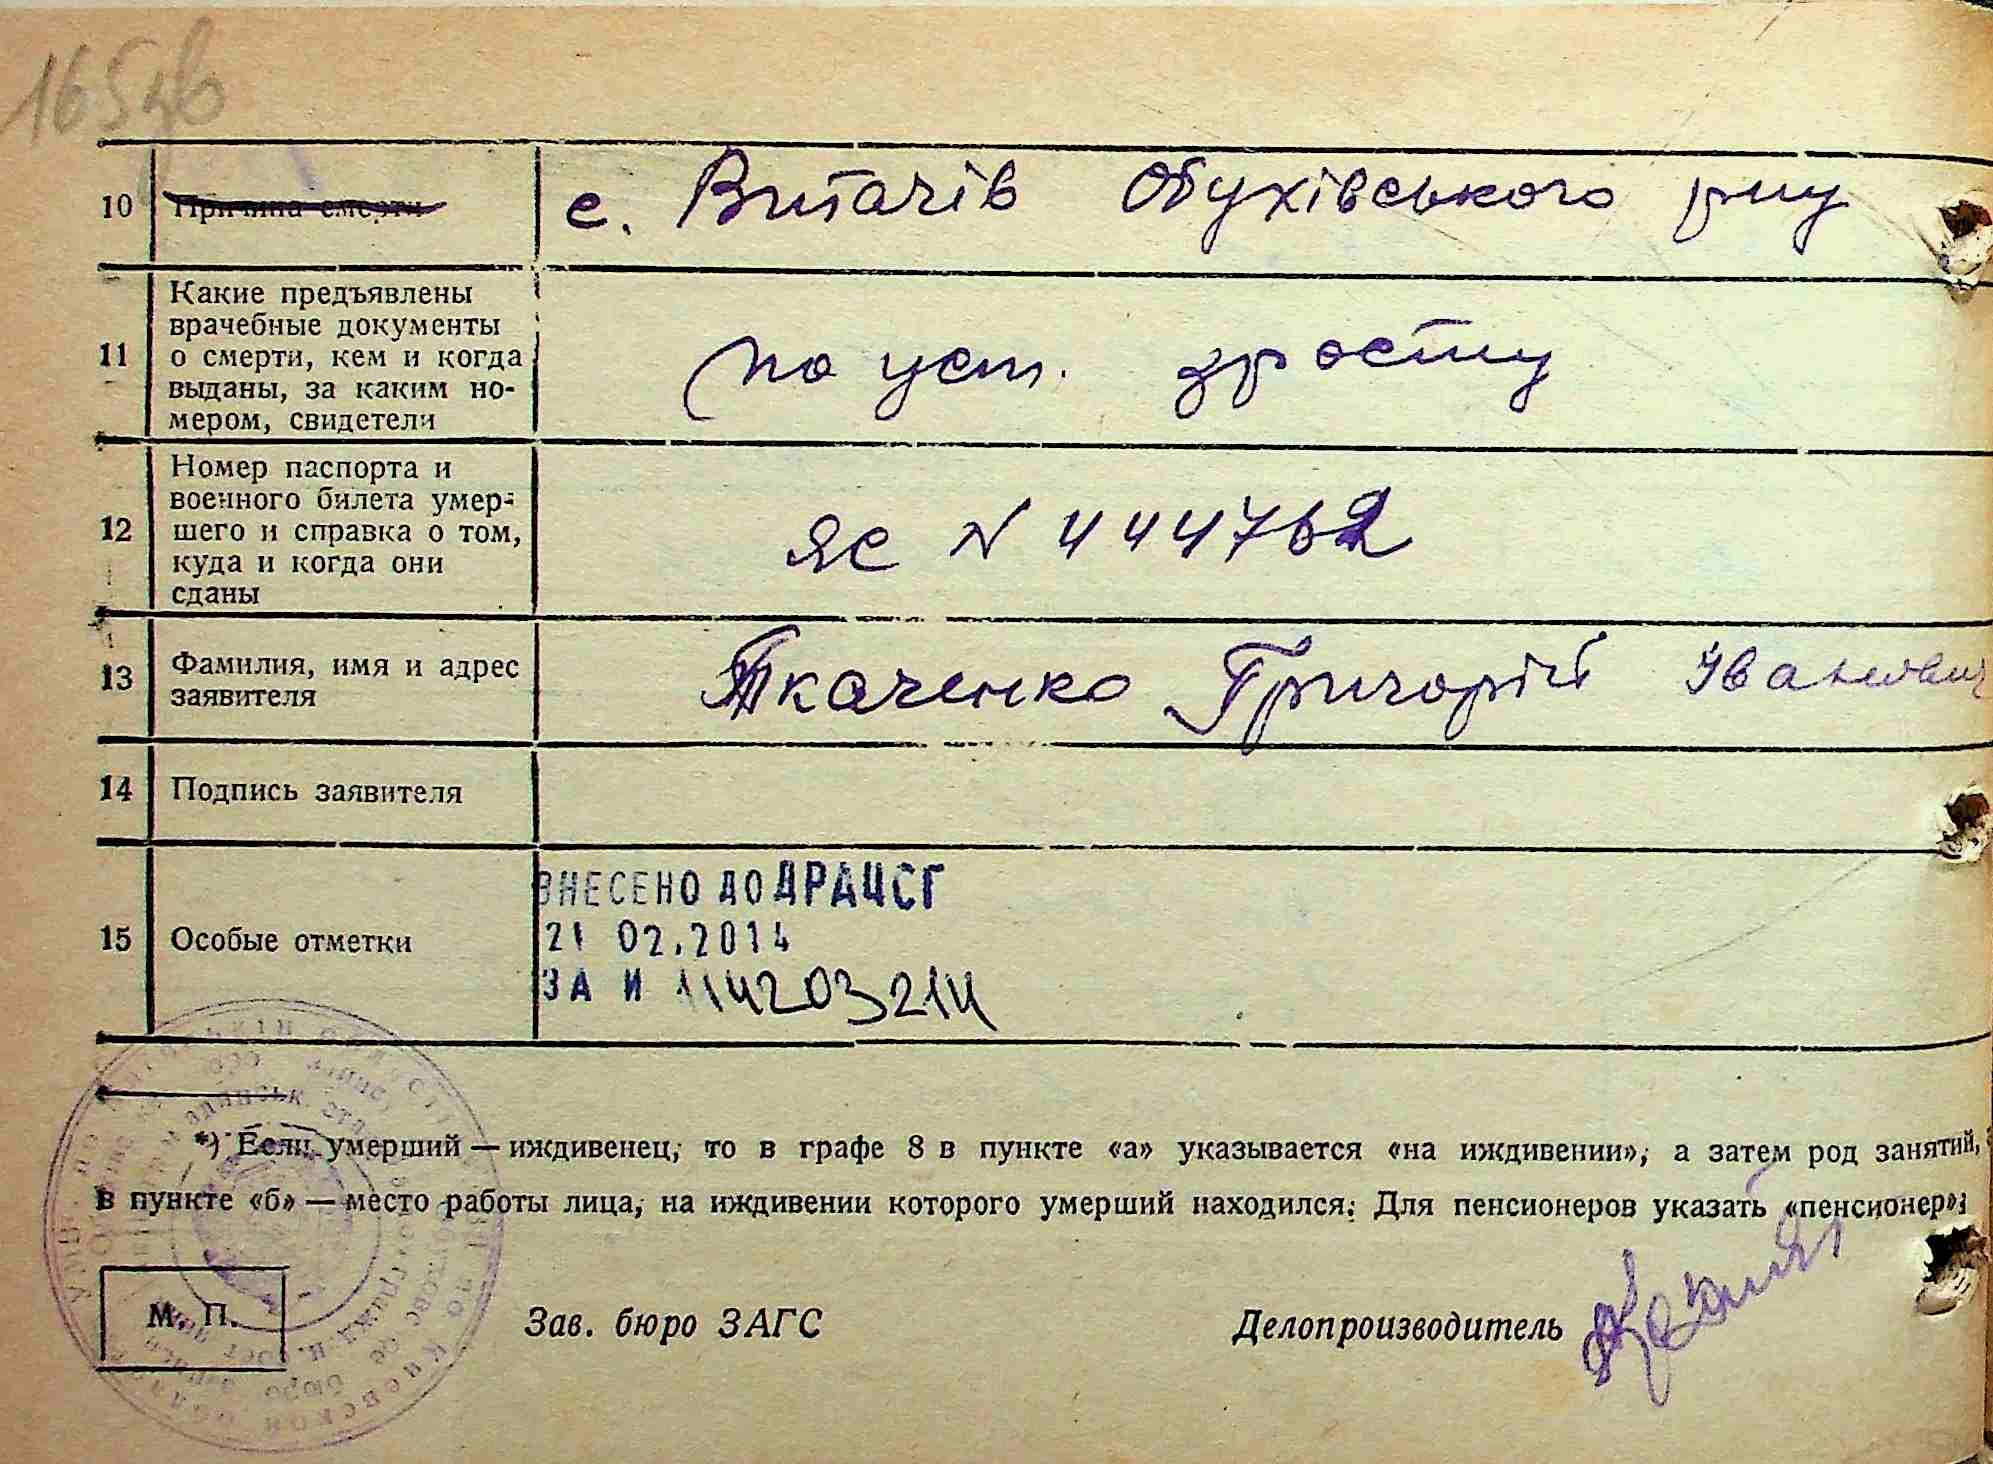 10 Причина смерти с. Витачів Обухівського р-ну
11 Какие предъявлены
врачебные документы
о смерти, кем и когда
выданы, за каким но-
мером, свидетели
по уст.
12 Номер паспорта и
военного билета умер-
шего и справка о том,
куда и когда они
сданы
ЯС N 444762
13 Фамилия, имя и адрес
заявителя
Ткаченко Григорій Іванович
14 Подпись заявителя
15 Особые отметки
ВНЕСЕНО ДО ДРАЦСГ
21 02.2014
ЗА И 114203214
*) Если умерший — иждивенец, то в графе 8 в пункте «а» указывается «на иждивении», а затем род занятий,
в пункте «б» — место работы лица, на иждивении которого умерший находился. Для пенсионеров указать «пенсионер»;
М. П. Зав. бюро ЗАГС Делопроизводитель